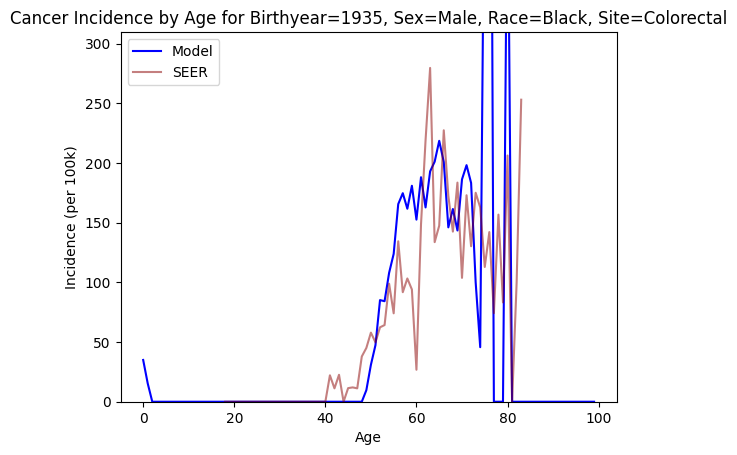 Cancer Incidence by Age for Birthyear=1935, Sex=Male, Race=Black, Site=Colorectal
Model
SEER
Incidence (per 100k)
300
250
200
150
100
50
0
0 20 40 60 80 100
Age